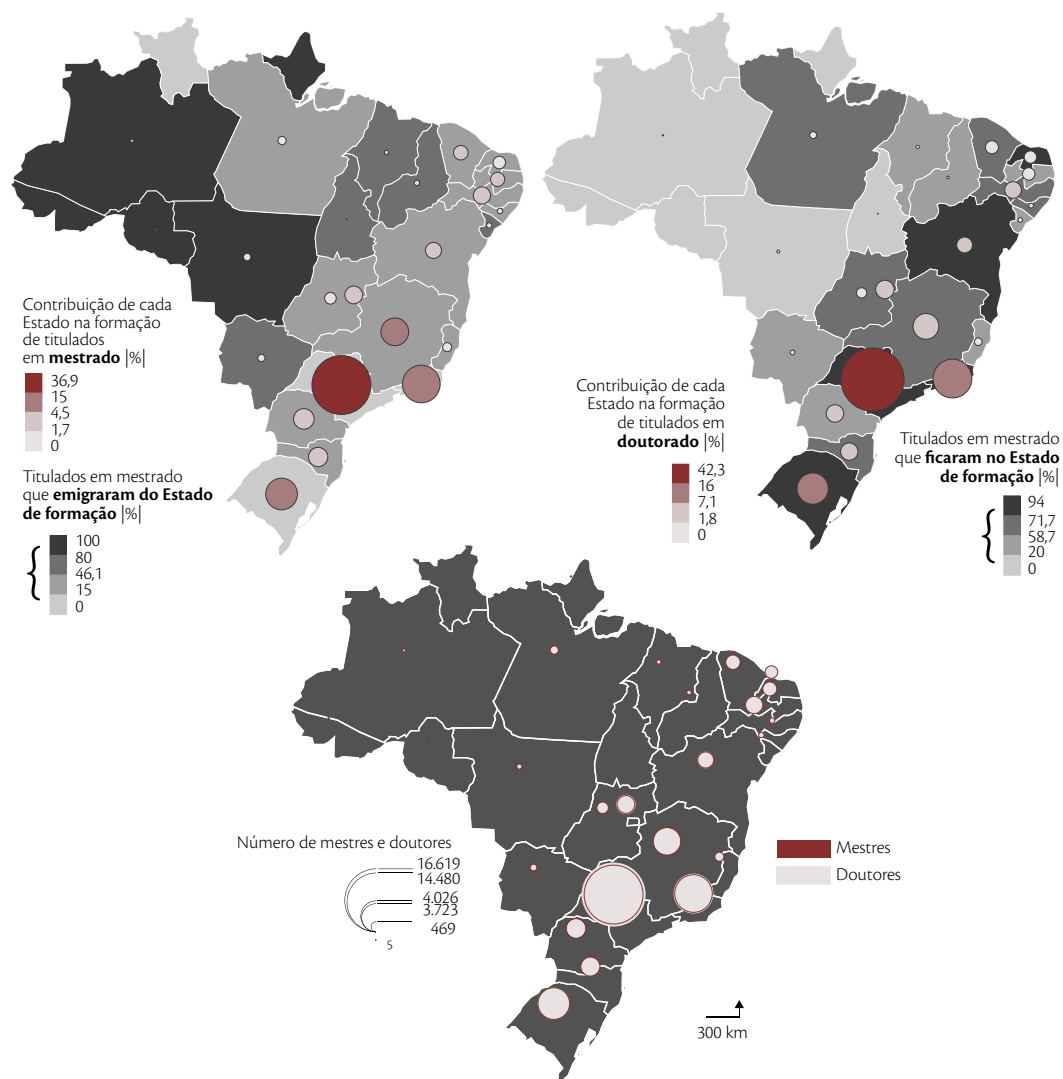 Contribuição de cada
Estado na formação
de titulados
em mestrado |%|
36,9
15
4,5
1,7
0
Titulados em mestrado
que emigraram do Estado
de formação |%|
100
80
46,1
15
0
Contribuição de cada
Estado na formação
de titulados em
doutorado |%|
42,3
16
7,1
1,8
0
Titulados em mestrado
que ficaram no Estado
de formação |%|
94
71,7
58,7
20
0
Número de mestres e doutores
16.619
14.480
4.026
3.723
469
5
Mestres
Doutores
300 km